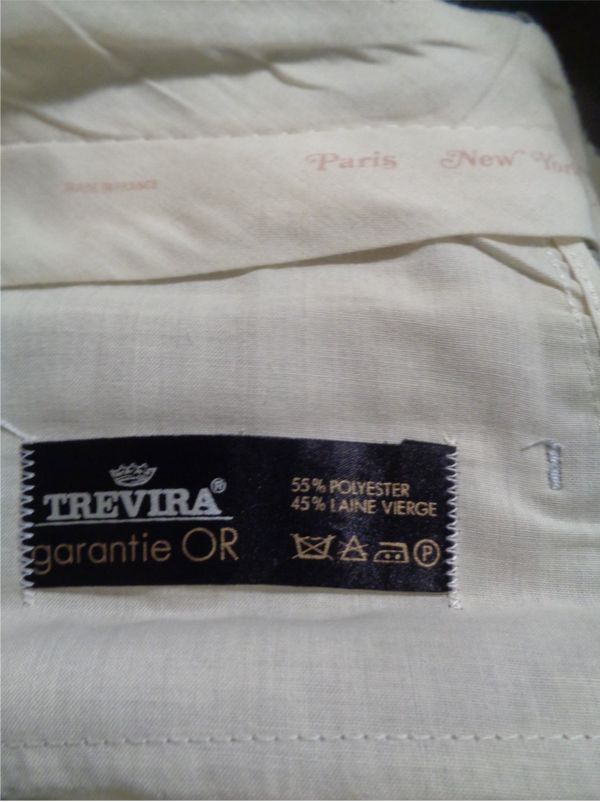 Paris New York
MADE IN FRANCE
TREVIRA®
garantie OR
55% POLYESTER
45% LAINE VIERGE
P